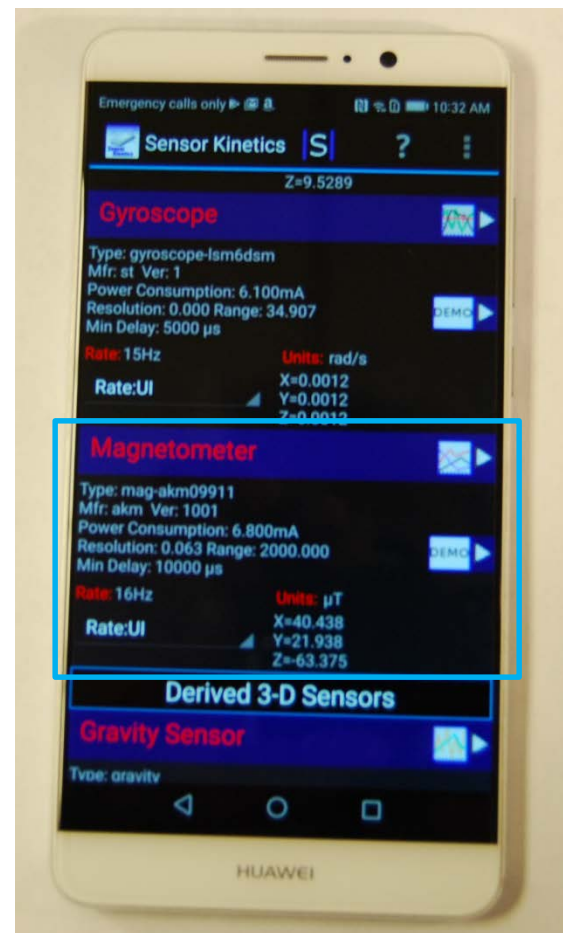 Emergency calls only
10:32 AM
Sensor Kinetics |S| ?
Z=9.5289
Gyroscope
Type: gyroscope-lsm6dsm
Mfr: st Ver: 1
Power Consumption: 6.100mA
Resolution: 0.000 Range: 34.907
DEMO
Min Delay: 5000 µs
Rate: 15Hz
Units: rad/s
Rate:UI
X=0.0012
Y=0.0012
Z=0.0012
Magnetometer
Type: mag-akm09911
Mfr: akm Ver: 1001
Power Consumption: 6.800mA
Resolution: 0.063 Range: 2000.000
DEMO
Min Delay: 10000 µs
Rate: 16Hz
Units: µT
Rate:UI
X=40.438
Y=21.938
Z=-63.375
Derived 3-D Sensors
Gravity Sensor
Type: gravity
HUAWEI